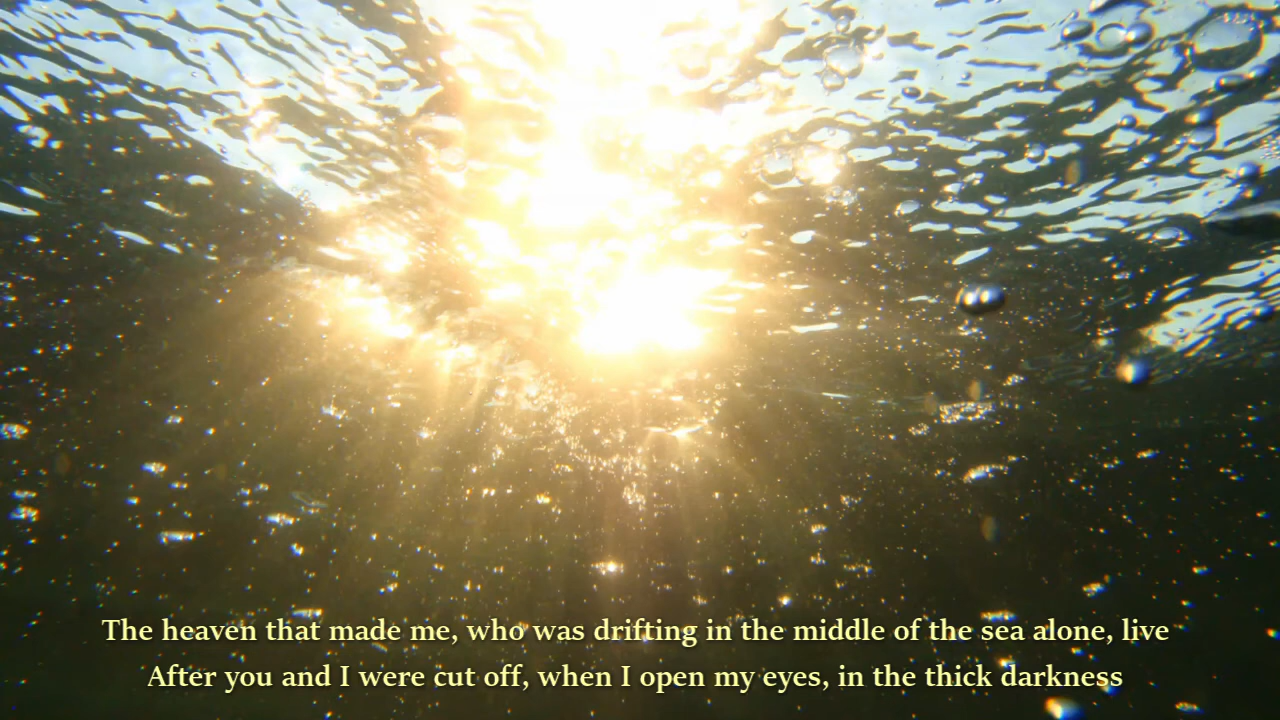 The heaven that made me, who was drifting in the middle of the sea alone, live
After you and I were cut off, when I open my eyes, in the thick darkness